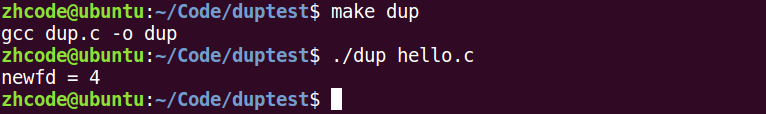 zhcode@ubuntu:~/Code/duptest$ make dup
gcc dup.c -o dup
zhcode@ubuntu:~/Code/duptest$ ./dup hello.c
newfd = 4
zhcode@ubuntu:~/Code/duptest$